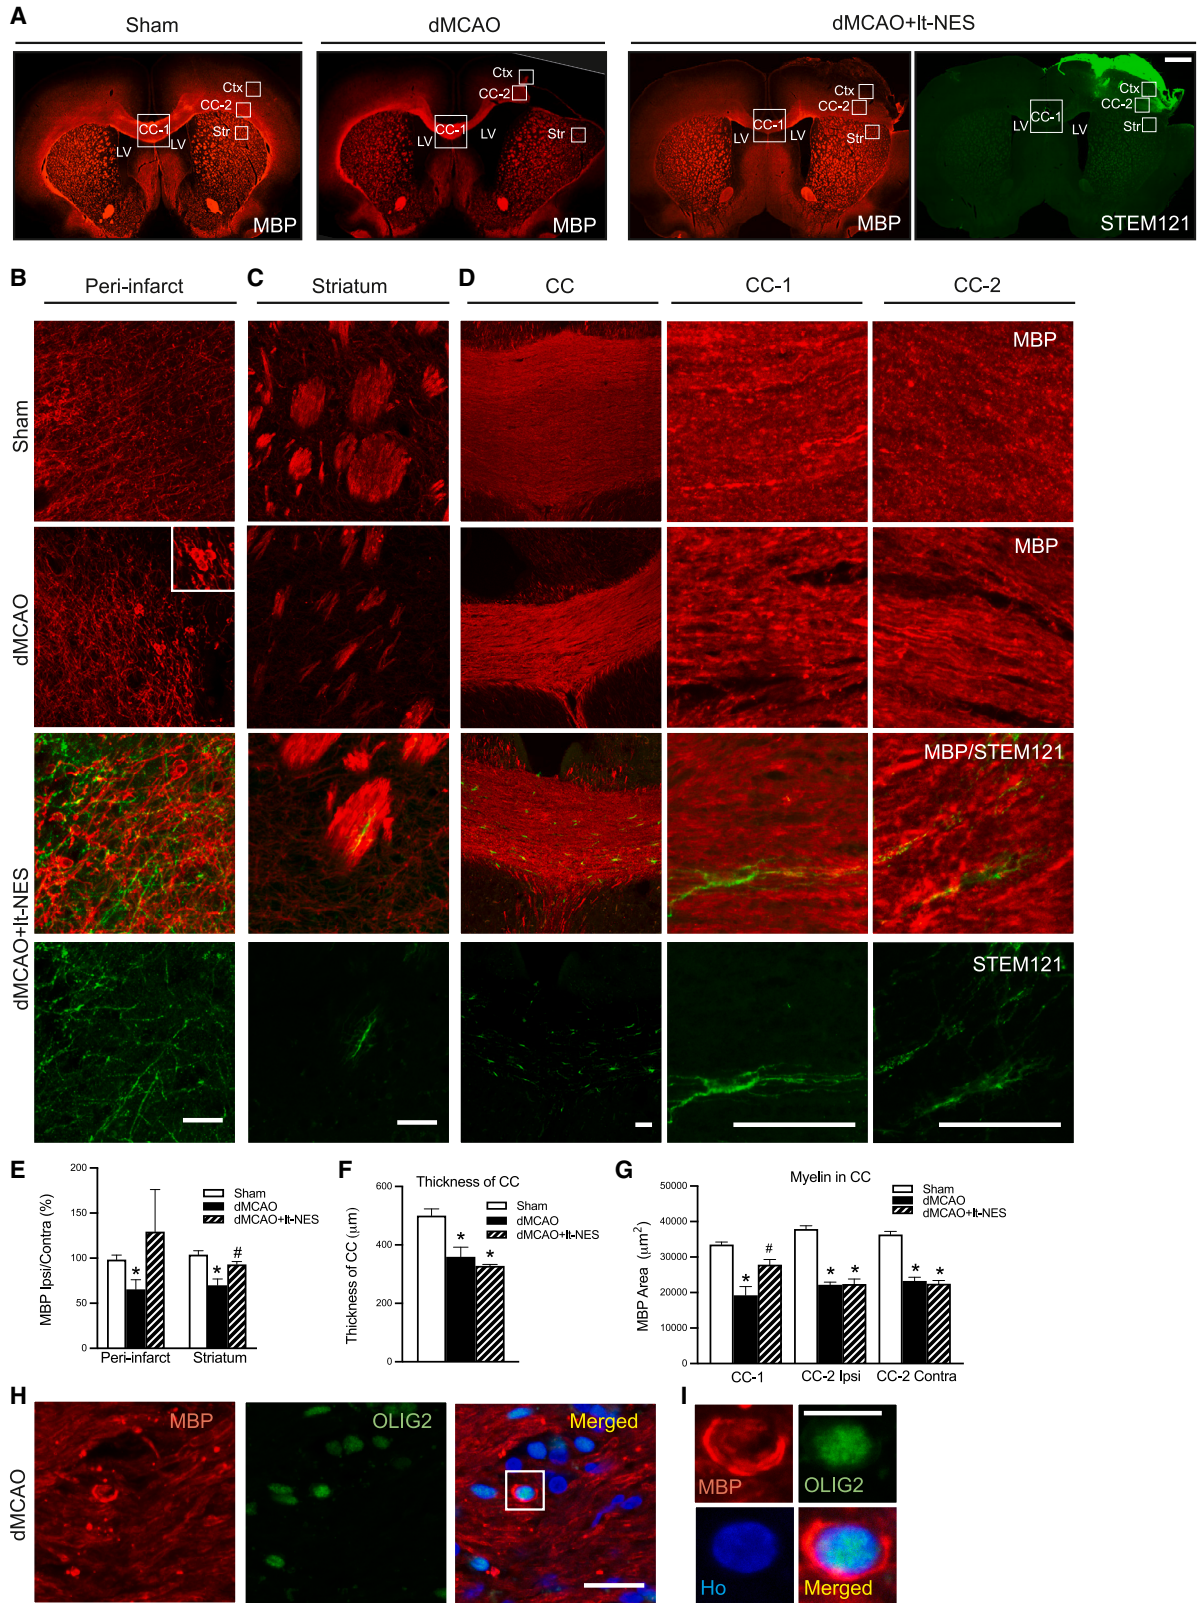 A
Sham
dMCAO
dMCAO+lt-NES
Ctx
CC-2
CC-1
Str
LV
LV
MBP
Ctx
CC-2
CC-1
Str
LV
LV
MBP
Ctx
CC-2
CC-1
Str
LV
LV
MBP
Ctx
CC-2
CC-1
Str
LV
LV
STEM121
B
Peri-infarct
C
Striatum
D
CC
CC-1
CC-2
Sham
MBP
dMCAO
MBP
dMCAO+lt-NES
MBP/STEM121
STEM121
E
MBP Ipsi/Contra (%)
200
150
100
50
0
Sham
dMCAO
dMCAO+lt-NES
*
*
#
Peri-infarct
Striatum
F
Thickness of CC
Thickness of CC (µm)
600
400
200
0
Sham
dMCAO
dMCAO+lt-NES
*
*
G
Myelin in CC
MBP Area (µm²)
50000
40000
30000
20000
10000
0
Sham
dMCAO
dMCAO+lt-NES
*
#
*
*
*
*
CC-1
CC-2 Ipsi
CC-2 Contra
H
dMCAO
MBP
OLIG2
Merged
I
MBP
OLIG2
Ho
Merged